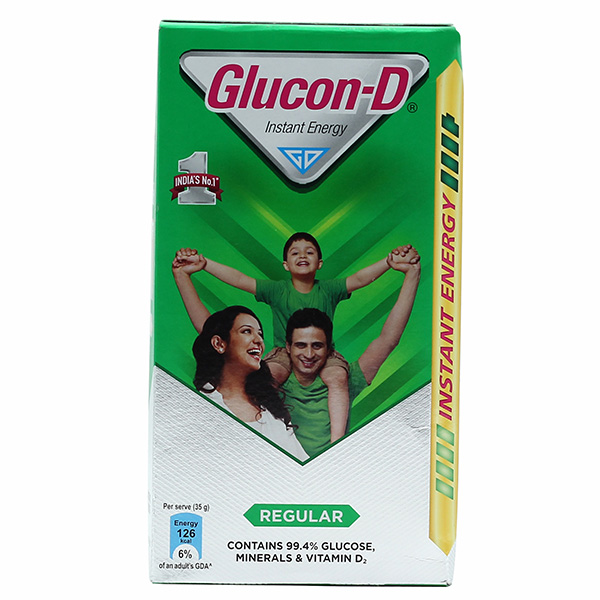 Glucon-D®
Instant Energy
GD
1
INDIA'S No.1*
INSTANT ENERGY
Per serve (35 g)
Energy
126
kcal
6%
of an adult's GDA^
REGULAR
CONTAINS 99.4% GLUCOSE,
MINERALS & VITAMIN D₂